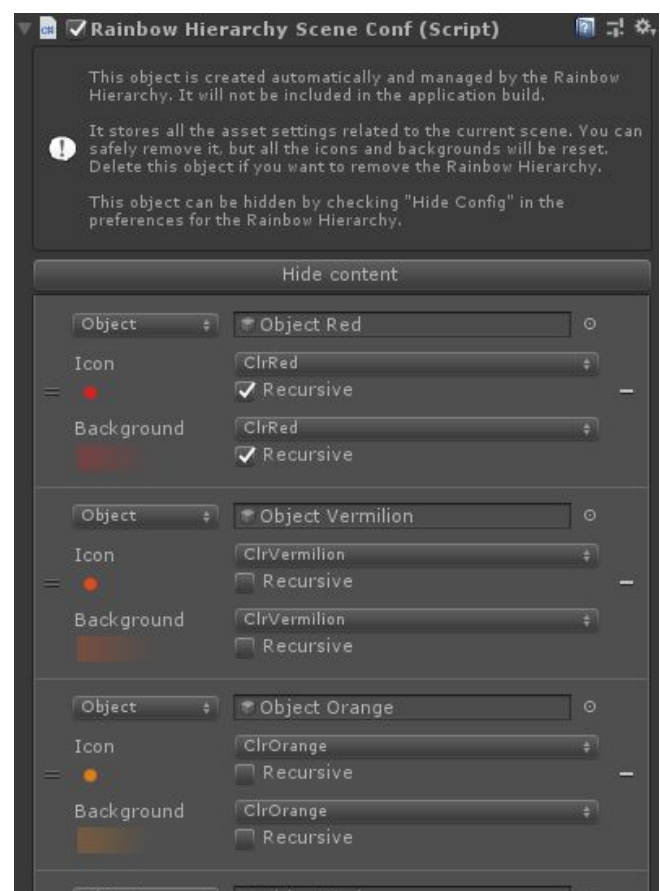 Rainbow Hierarchy Scene Conf (Script)
This object is created automatically and managed by the Rainbow
Hierarchy. It will not be included in the application build.
It stores all the asset settings related to the current scene. You can
safely remove it, but all the icons and backgrounds will be reset.
Delete this object if you want to remove the Rainbow Hierarchy.
This object can be hidden by checking "Hide Config" in the
preferences for the Rainbow Hierarchy.
Hide content
Object Object Red
Icon ClrRed
Recursive
Background ClrRed
Recursive
Object Object Vermilion
Icon ClrVermilion
Recursive
Background ClrVermilion
Recursive
Object Object Orange
Icon ClrOrange
Recursive
Background ClrOrange
Recursive